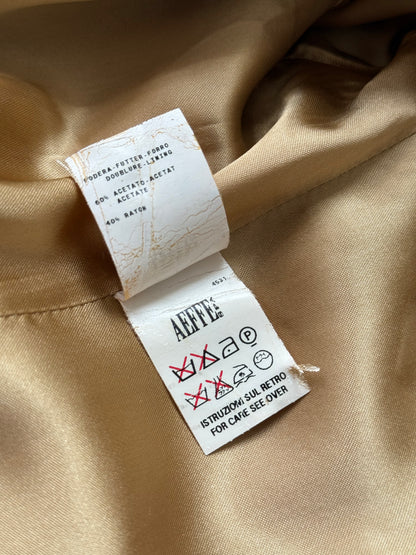 FODERA-FUTTER-FORRO
DOUBLURE-LINING
60% ACETATO-ACETAT
ACETATE
40% RAYON
4531
AEFFE
P
ISTRUZIONI SUL RETRO
FOR CARE SEE OVER